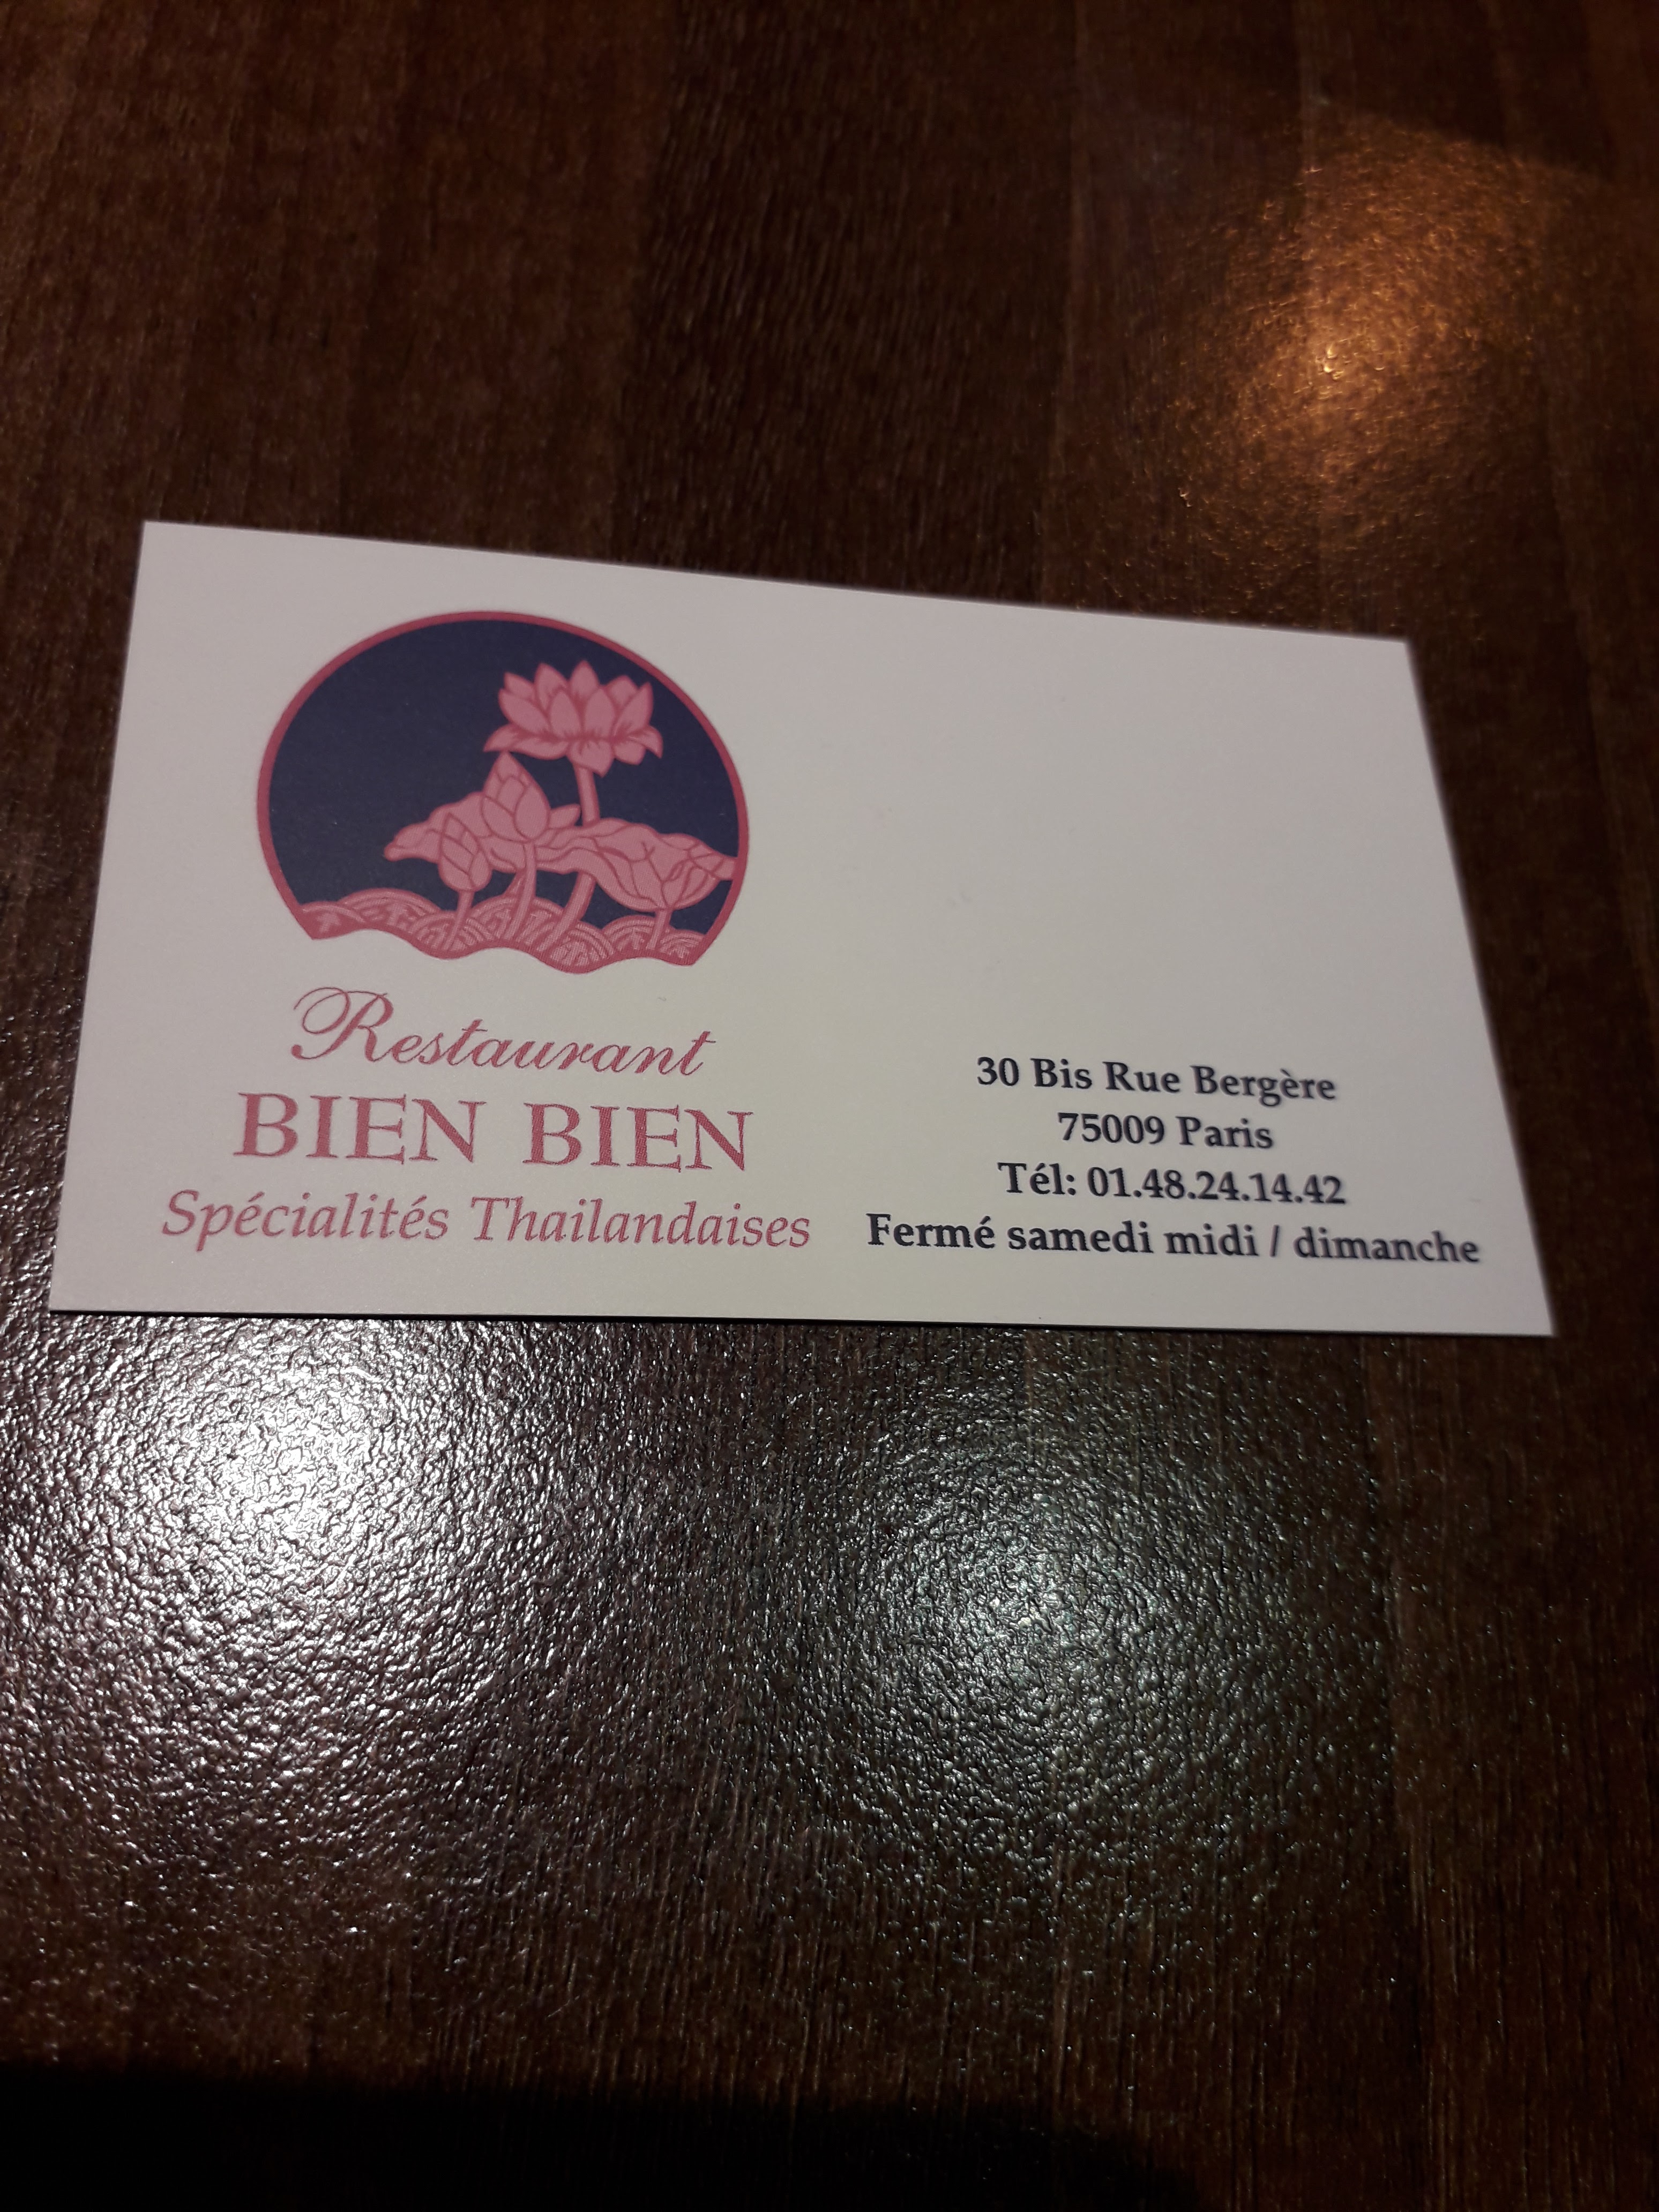 Restaurant
BIEN BIEN
Spécialités Thailandaises
30 Bis Rue Bergère
75009 Paris
Tél: 01.48.24.14.42
Fermé samedi midi / dimanche